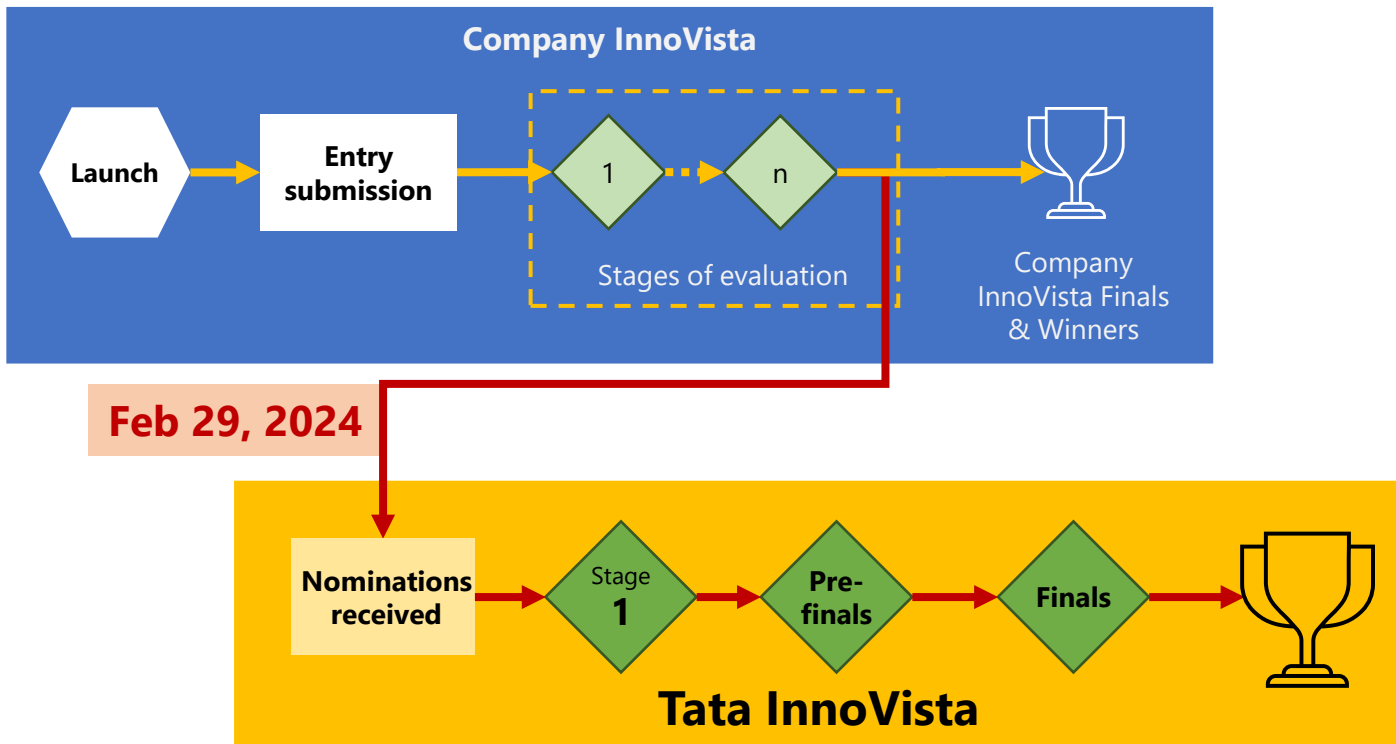 Company InnoVista
Launch
Entry
submission
1
n
Stages of evaluation
Company
InnoVista Finals
& Winners
Feb 29, 2024
Nominations
received
Stage
1
Pre-
finals
Finals
Tata InnoVista